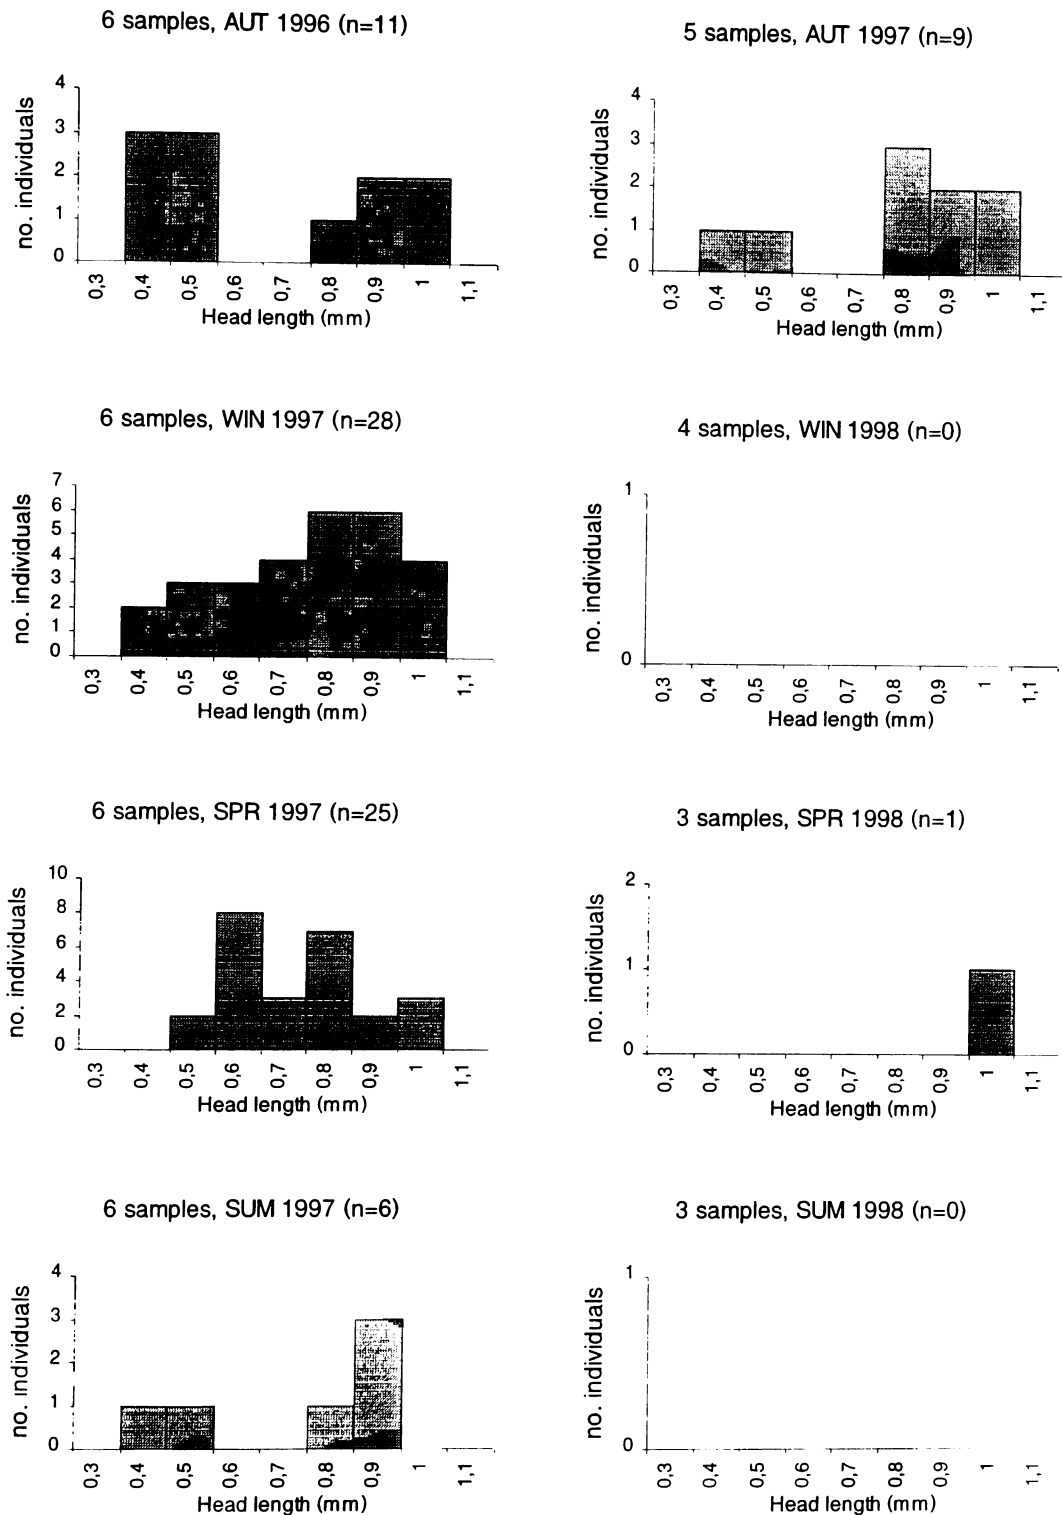 6 samples, AUT 1996 (n=11)
no. individuals
4
3
2
1
0
0,3 0,4 0,5 0,6 0,7 0,8 0,9 1 1,1
Head length (mm)
5 samples, AUT 1997 (n=9)
no. individuals
4
3
2
1
0
0,3 0,4 0,5 0,6 0,7 0,8 0,9 1 1,1
Head length (mm)
6 samples, WIN 1997 (n=28)
no. individuals
7
6
5
4
3
2
1
0
0,3 0,4 0,5 0,6 0,7 0,8 0,9 1 1,1
Head length (mm)
4 samples, WIN 1998 (n=0)
no. individuals
1
0
0,3 0,4 0,5 0,6 0,7 0,8 0,9 1 1,1
Head length (mm)
6 samples, SPR 1997 (n=25)
no. individuals
10
8
6
4
2
0
0,3 0,4 0,5 0,6 0,7 0,8 0,9 1 1,1
Head length (mm)
3 samples, SPR 1998 (n=1)
no. individuals
2
1
0
0,3 0,4 0,5 0,6 0,7 0,8 0,9 1 1,1
Head length (mm)
6 samples, SUM 1997 (n=6)
no. individuals
4
3
2
1
0
0,3 0,4 0,5 0,6 0,7 0,8 0,9 1 1,1
Head length (mm)
3 samples, SUM 1998 (n=0)
no. individuals
1
0
0,3 0,4 0,5 0,6 0,7 0,8 0,9 1 1,1
Head length (mm)